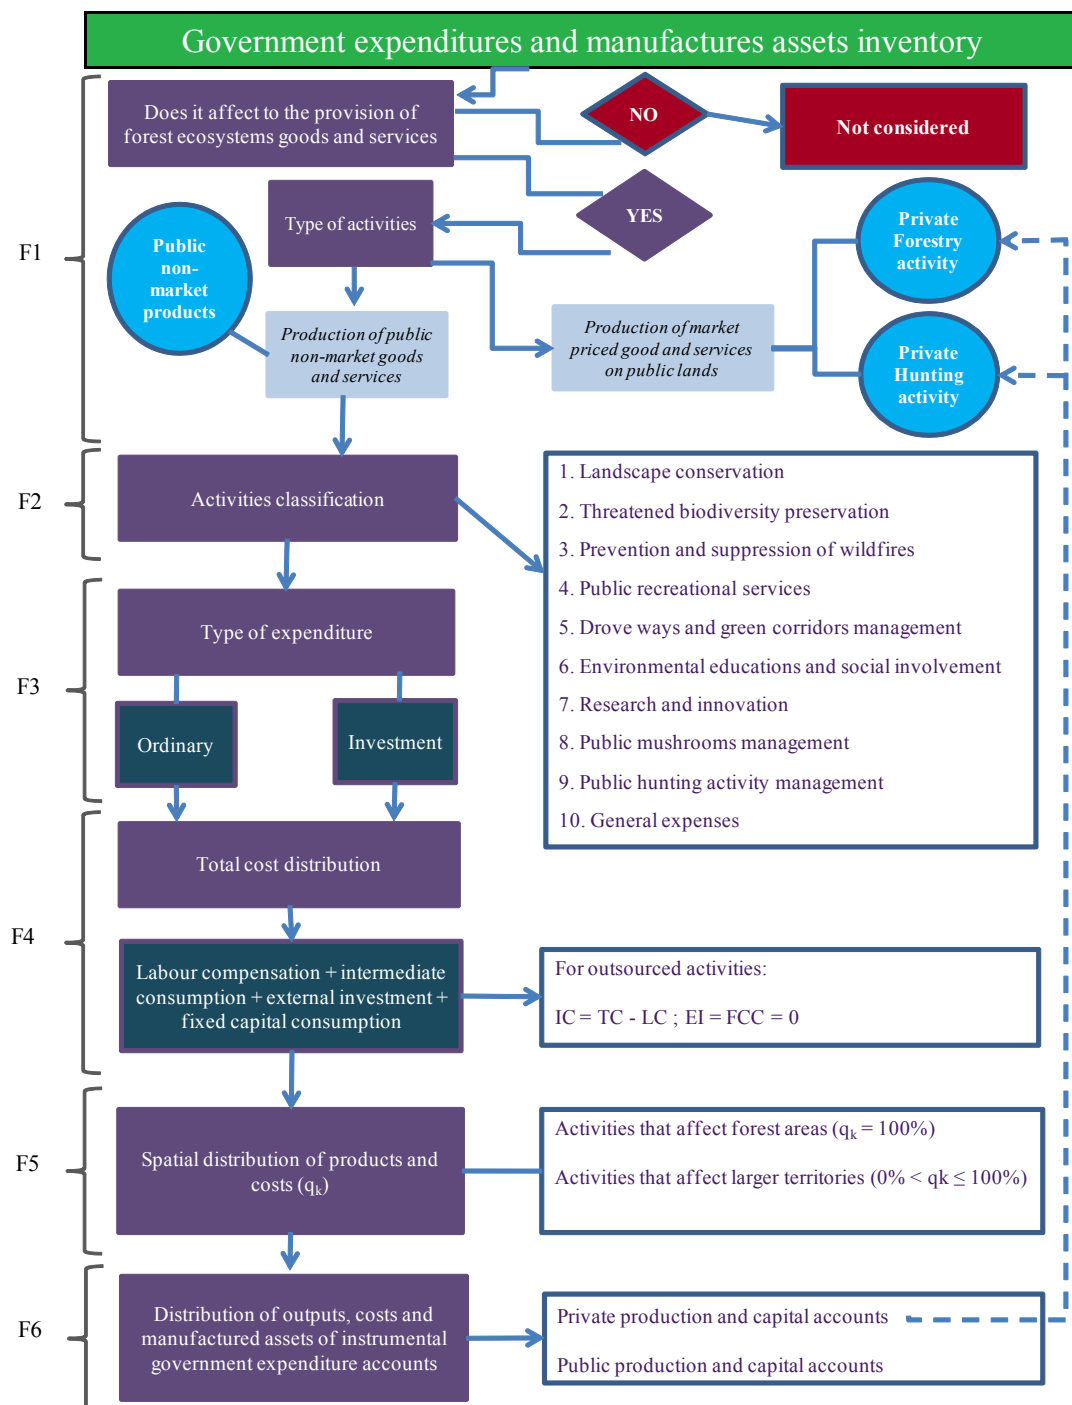 Government expenditures and manufactures assets inventory
F1
Does it affect to the provision of
forest ecosystems goods and services
NO
Not considered
YES
Type of activities
Public
non-
market
products
Private
Forestry
activity
Production of public
non-market goods
and services
Production of market
priced good and services
on public lands
Private
Hunting
activity
F2
Activities classification
1. Landscape conservation
2. Threatened biodiversity preservation
3. Prevention and suppression of wildfires
4. Public recreational services
5. Drove ways and green corridors management
6. Environmental educations and social involvement
7. Research and innovation
8. Public mushrooms management
9. Public hunting activity management
10. General expenses
F3
Type of expenditure
Ordinary
Investment
F4
Total cost distribution
Labour compensation + intermediate
consumption + external investment +
fixed capital consumption
For outsourced activities:
IC = TC - LC ; EI = FCC = 0
F5
Spatial distribution of products and
costs (qk)
Activities that affect forest areas (qk = 100%)
Activities that affect larger territories (0% < qk ≤ 100%)
F6
Distribution of outputs, costs and
manufactured assets of instrumental
government expenditure accounts
Private production and capital accounts
Public production and capital accounts